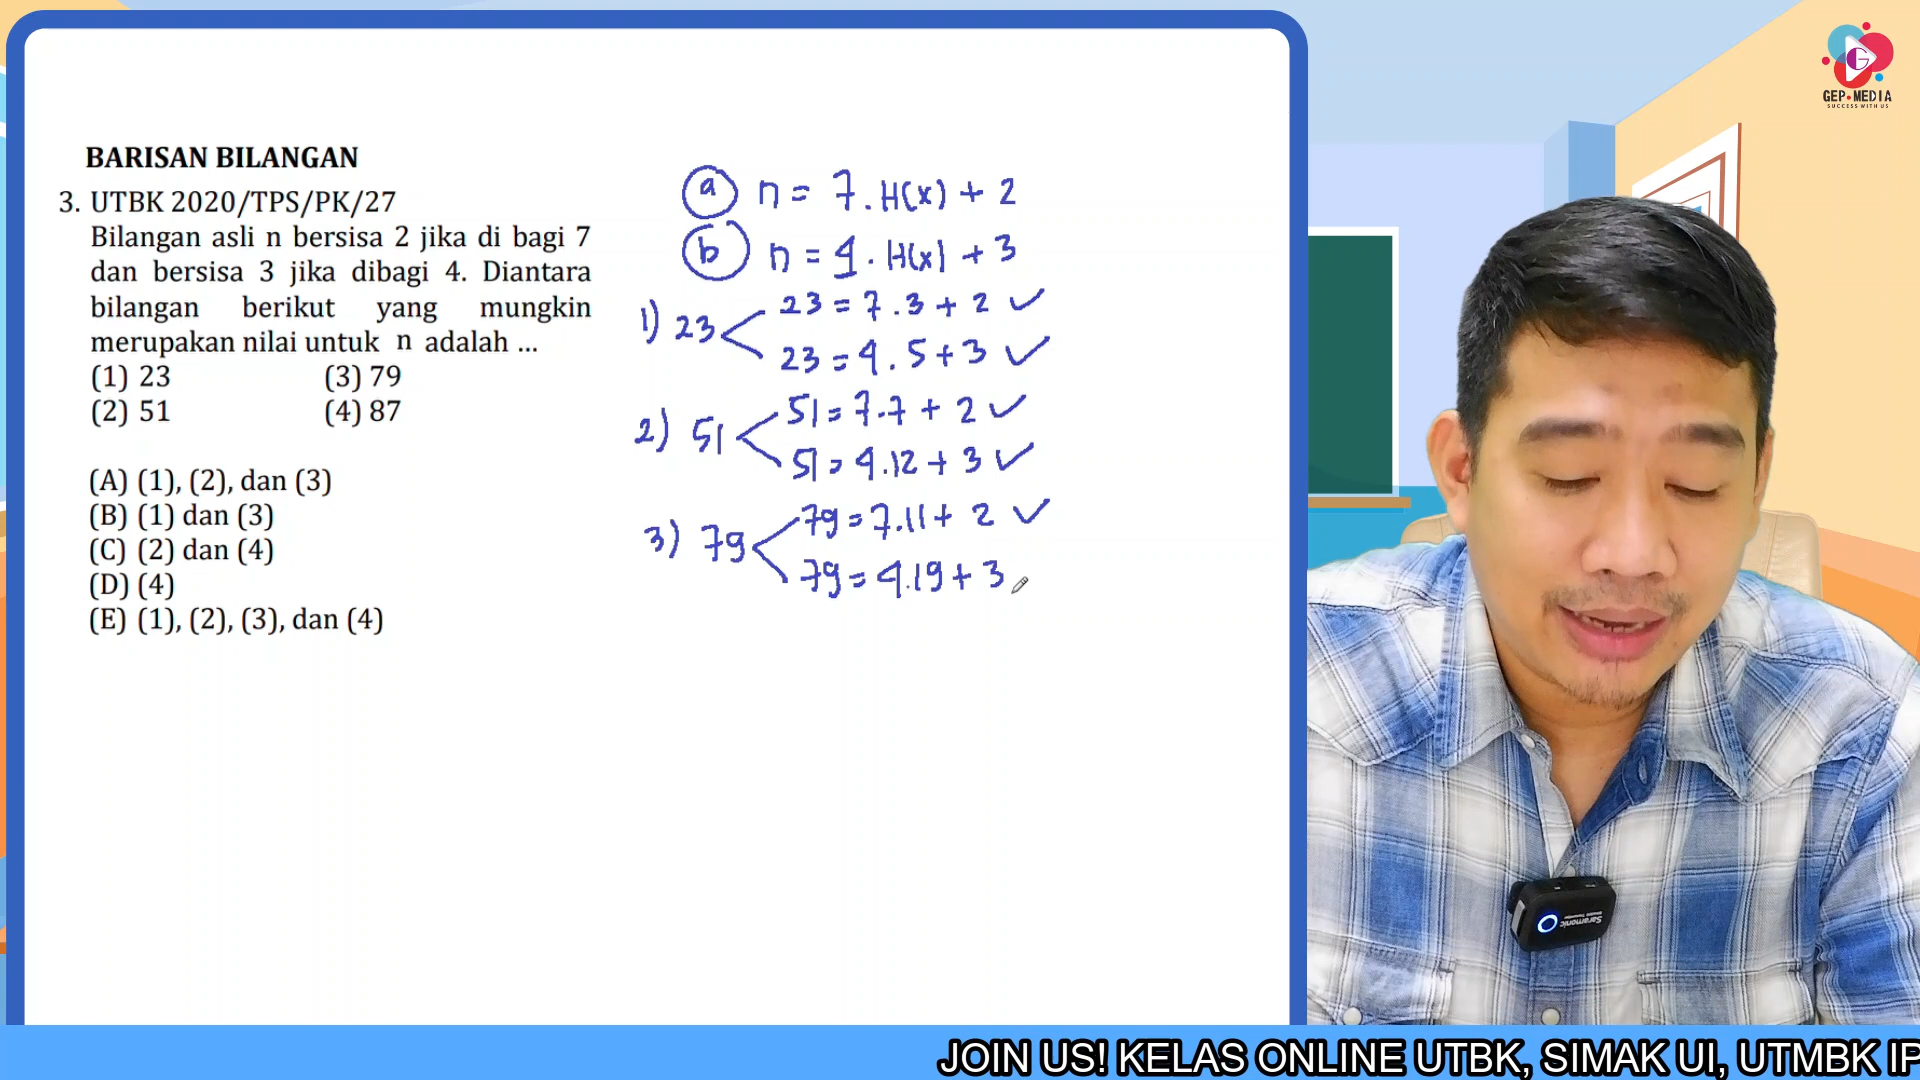 BARISAN BILANGAN
3. UTBK 2020/TPS/PK/27
Bilangan asli n bersisa 2 jika di bagi 7
dan bersisa 3 jika dibagi 4. Diantara
bilangan berikut yang mungkin
merupakan nilai untuk n adalah ...
(1) 23 (3) 79
(2) 51 (4) 87
(A) (1), (2), dan (3)
(B) (1) dan (3)
(C) (2) dan (4)
(D) (4)
(E) (1), (2), (3), dan (4)
a n = 7 . H(x) + 2
b n = 4 . H(x) + 3
1) 23 < 23 = 7 . 3 + 2 ✓
23 = 4 . 5 + 3 ✓
2) 51 < 51 = 7 . 7 + 2 ✓
51 = 4 . 12 + 3 ✓
3) 79 < 79 = 7 . 11 + 2 ✓
79 = 4 . 19 + 3
G
GEP MEDIA
SUCCESS WITH US
Saramonic
JOIN US! KELAS ONLINE UTBK, SIMAK UI, UTMBK IP